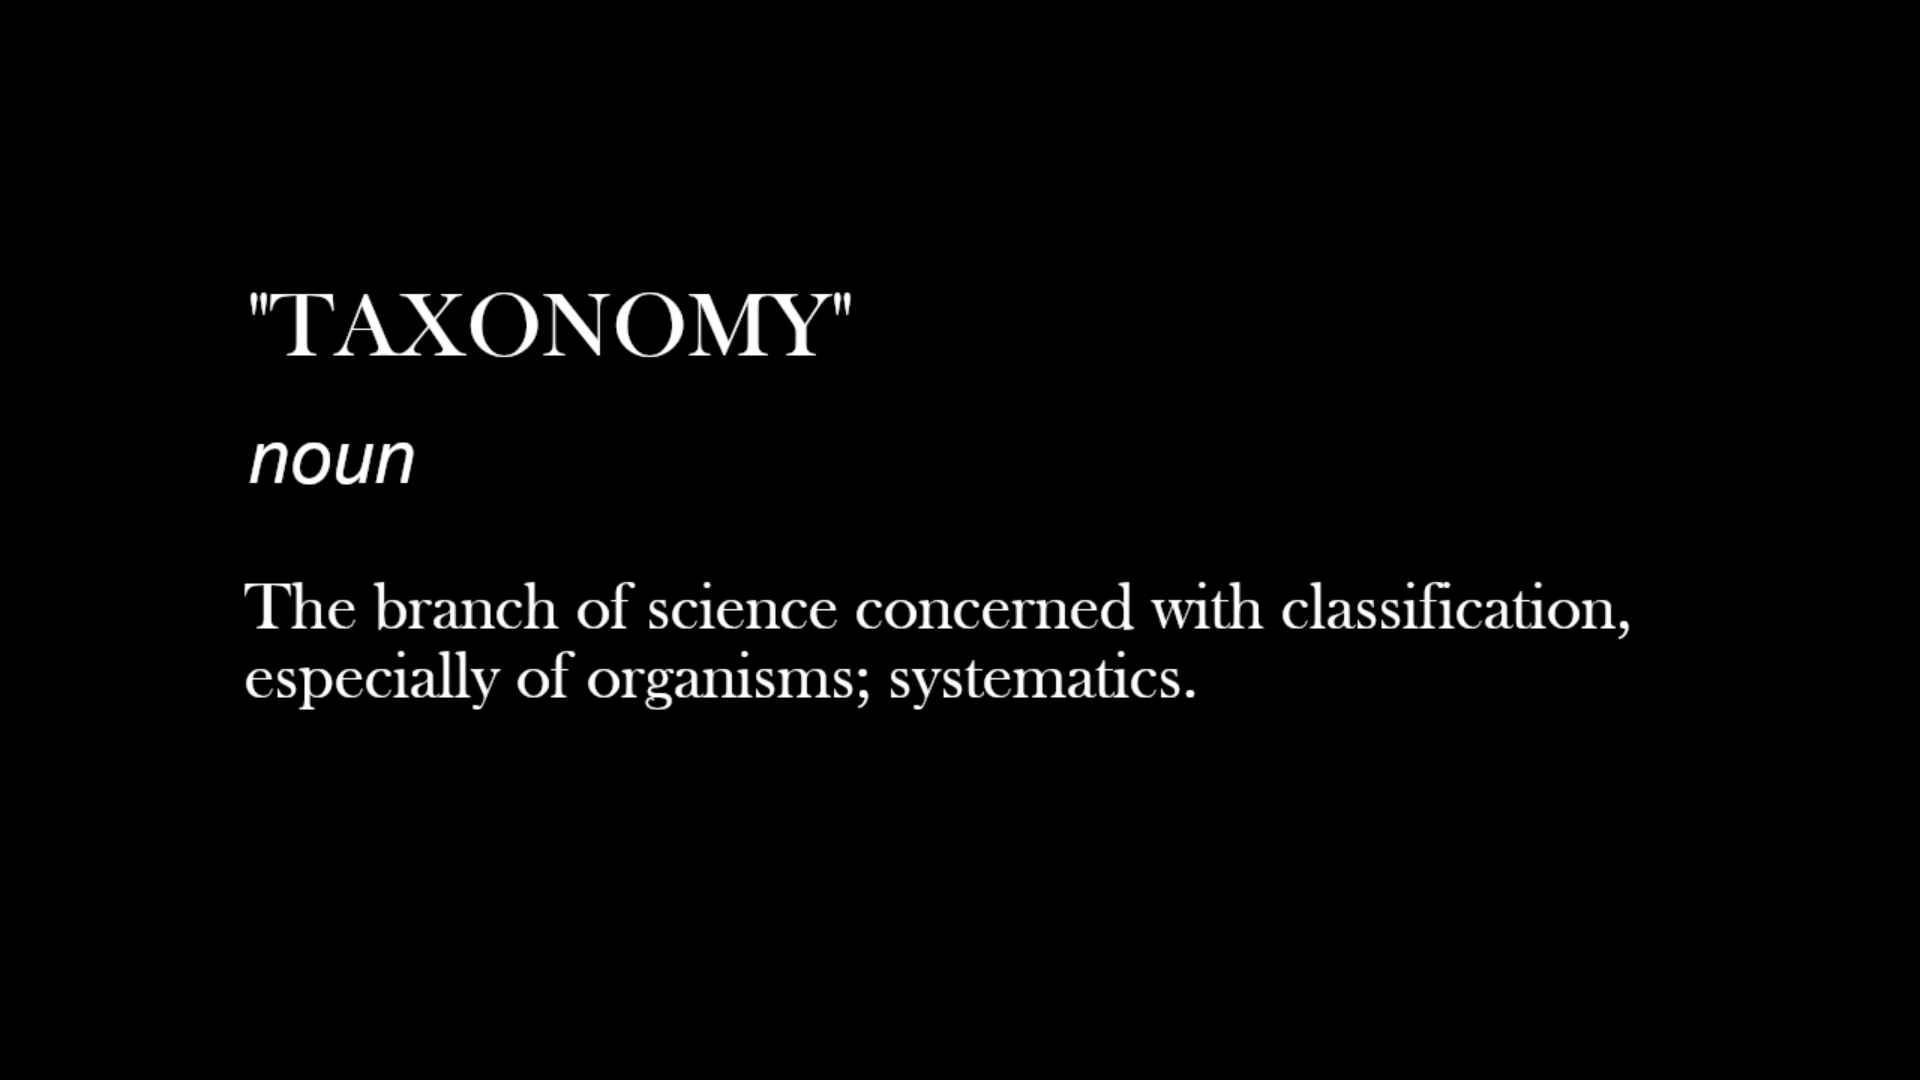 "TAXONOMY"
noun
The branch of science concerned with classification,
especially of organisms; systematics.